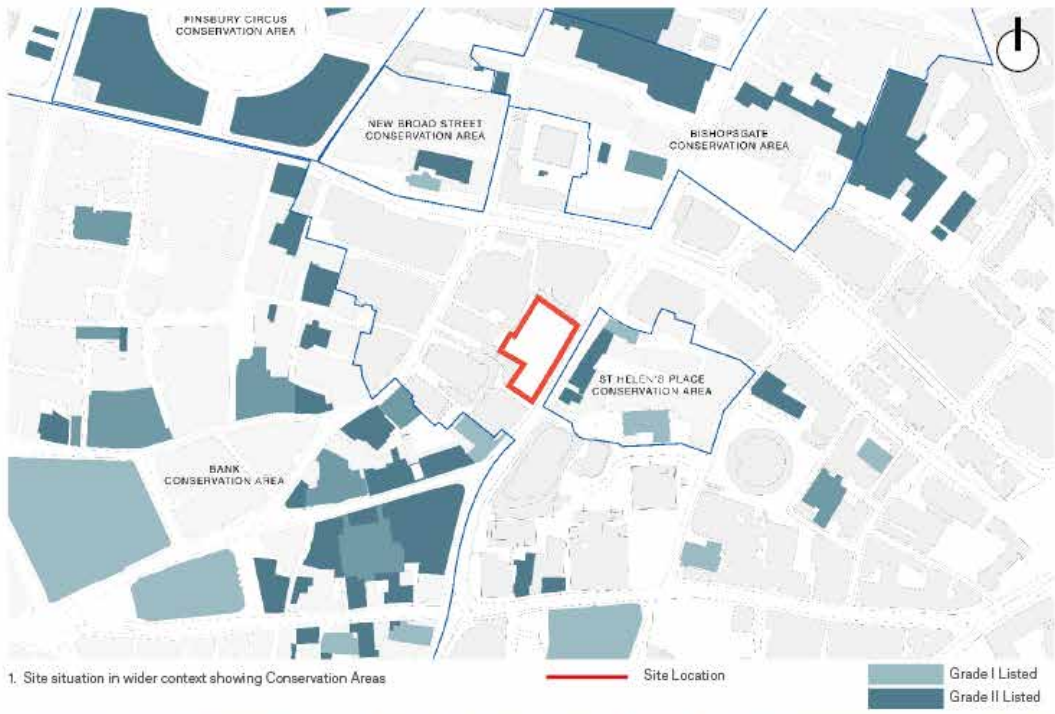 FINSBURY CIRCUS
CONSERVATION AREA
NEW BROAD STREET
CONSERVATION AREA
BISHOPSGATE
CONSERVATION AREA
ST HELEN'S PLACE
CONSERVATION AREA
BANK
CONSERVATION AREA
1. Site situation in wider context showing Conservation Areas
Site Location
Grade I Listed
Grade II Listed